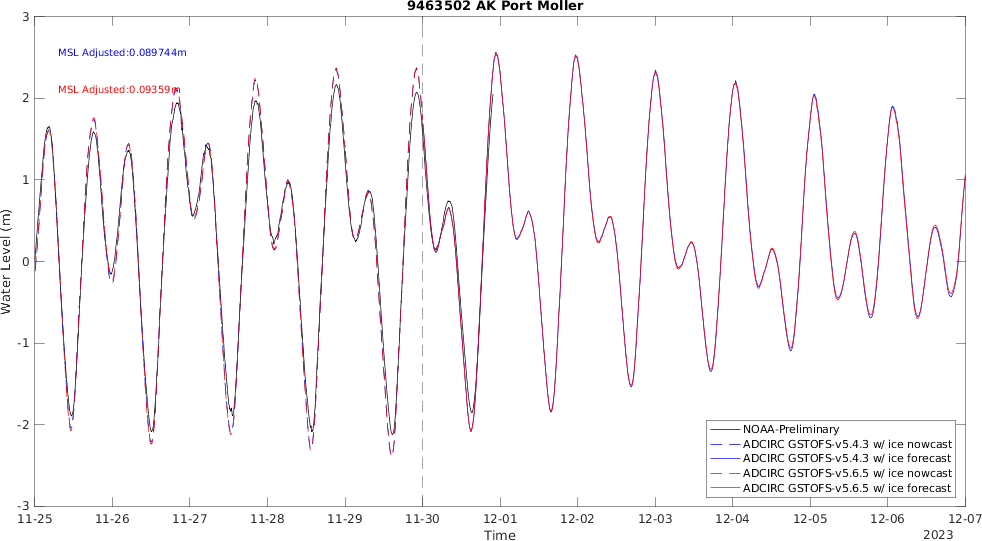 9463502 AK Port Moller
3
MSL Adjusted:0.089744m
MSL Adjusted:0.09359m
2
1
0
-1
-2
-3
Water Level (m)
NOAA-Preliminary
ADCIRC GSTOFS-v5.4.3 w/ ice nowcast
ADCIRC GSTOFS-v5.4.3 w/ ice forecast
ADCIRC GSTOFS-v5.6.5 w/ ice nowcast
ADCIRC GSTOFS-v5.6.5 w/ ice forecast
11-25 11-26 11-27 11-28 11-29 11-30 12-01 12-02 12-03 12-04 12-05 12-06 12-07
Time
2023